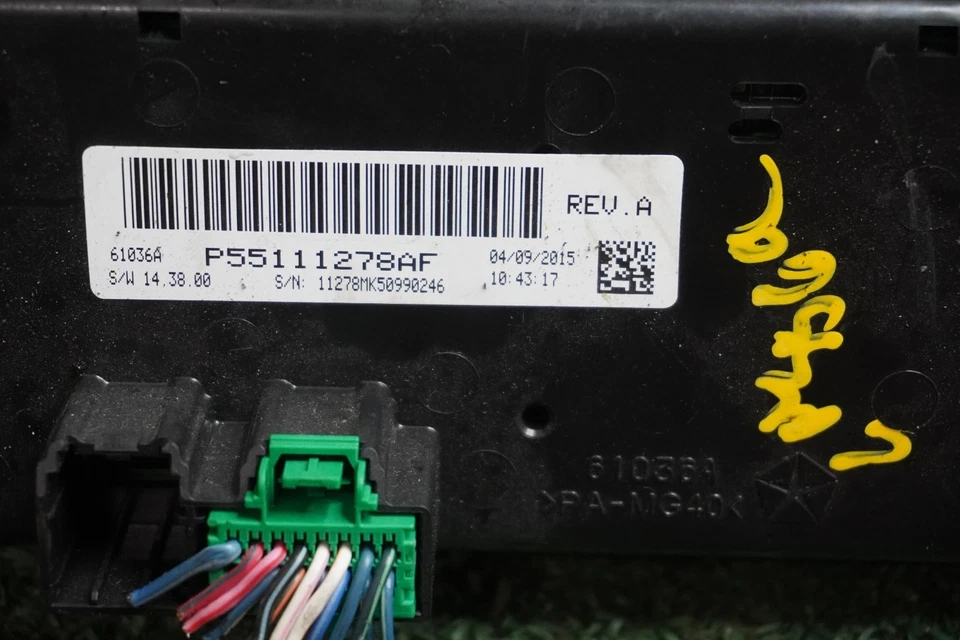 REV.A
61036A P55111278AF 04/09/2015
S/W 14.38.00 S/N: 11278MK50990246 10:43:17
61036A
>PA-MG40<